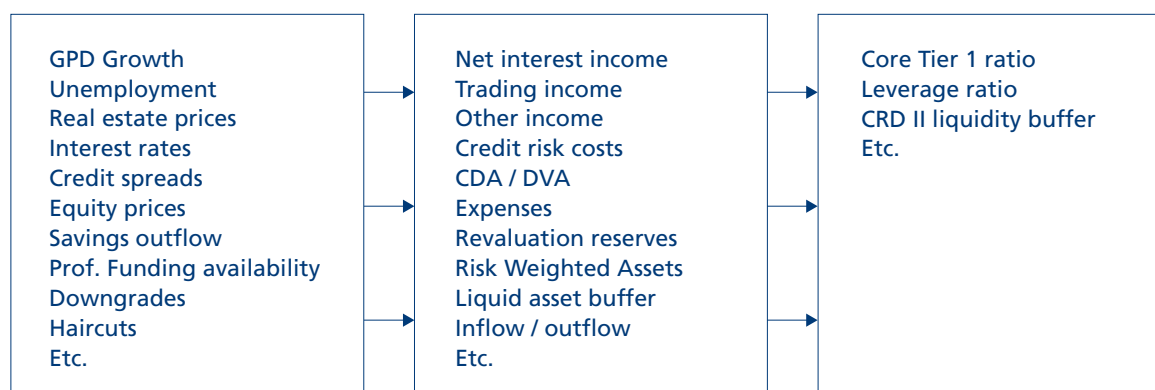 GPD Growth
Unemployment
Real estate prices
Interest rates
Credit spreads
Equity prices
Savings outflow
Prof. Funding availability
Downgrades
Haircuts
Etc.
Net interest income
Trading income
Other income
Credit risk costs
CDA / DVA
Expenses
Revaluation reserves
Risk Weighted Assets
Liquid asset buffer
Inflow / outflow
Etc.
Core Tier 1 ratio
Leverage ratio
CRD II liquidity buffer
Etc.